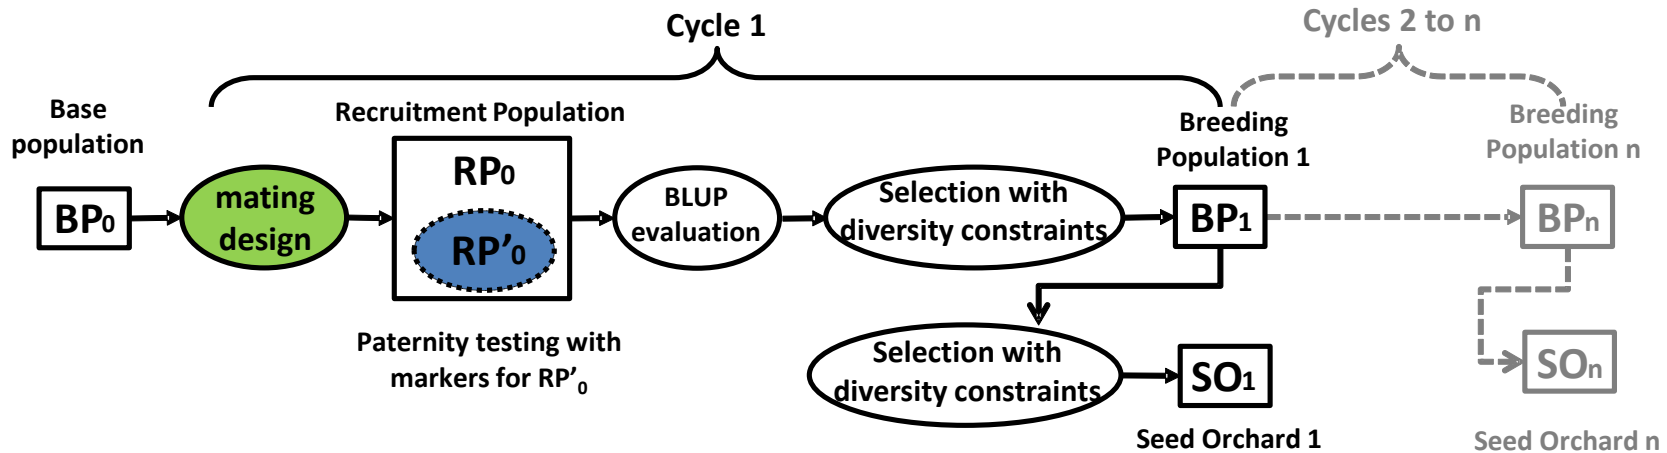 Cycle 1
Cycles 2 to n
Base
population
Recruitment Population
Breeding
Population 1
Breeding
Population n
BP₀
mating
design
RP₀
RP’₀
BLUP
evaluation
Selection with
diversity constraints
BP₁
BPₙ
Paternity testing with
markers for RP’₀
Selection with
diversity constraints
SO₁
SOₙ
Seed Orchard 1
Seed Orchard n